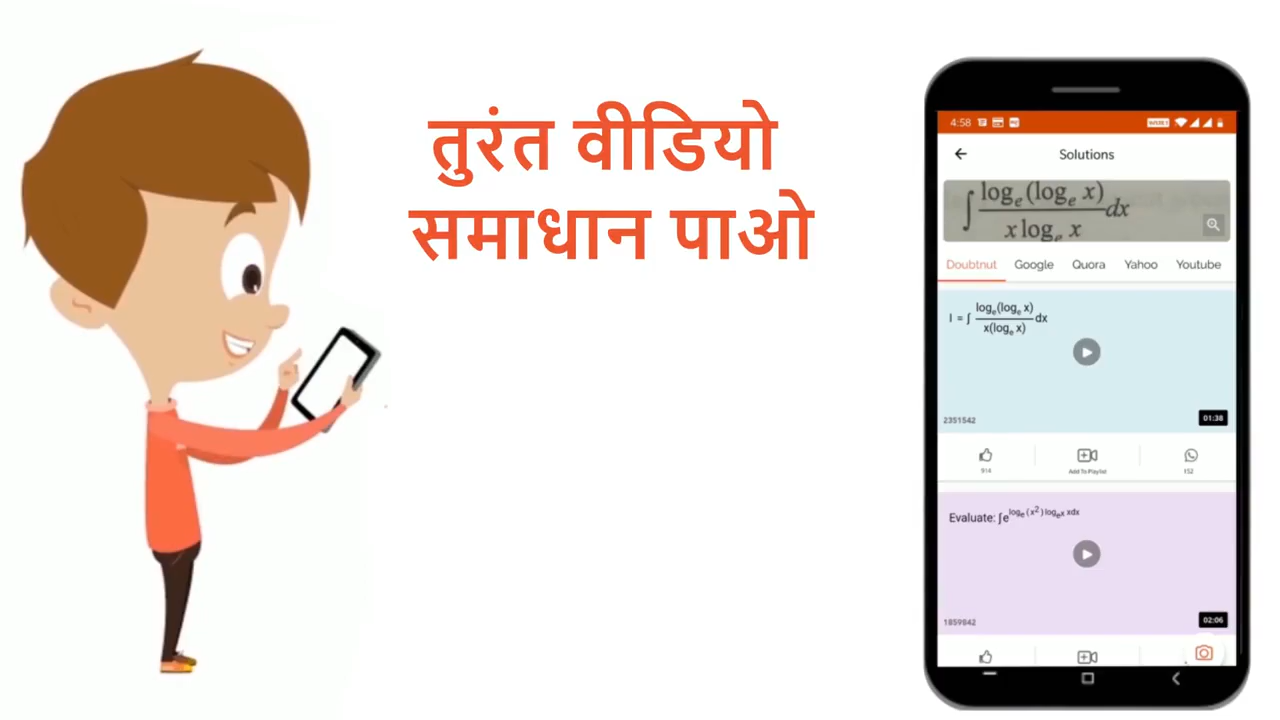 तुरंत वीडियो
समाधान पाओ
4:58
Solutions
∫ logₑ(logₑ x) / x logₑ x dx
Doubtnut Google Quora Yahoo Youtube
I = ∫ logₑ(logₑ x) / x(logₑ x) dx
2351542
01:38
914
Add To Playlist
152
Evaluate: ∫e^logₑ(x²) logₑx xdx
1859842
02:06